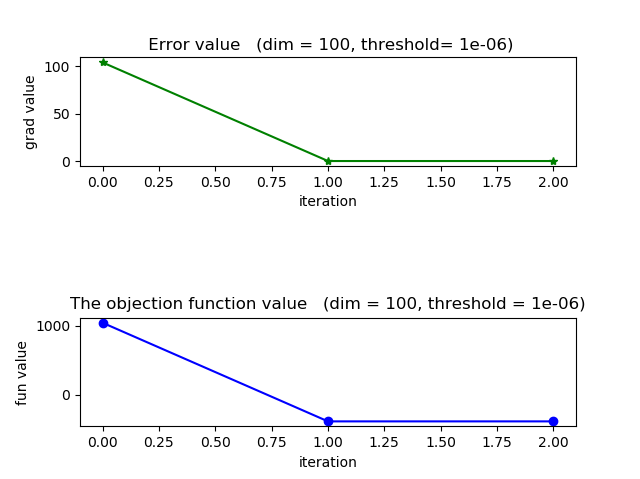 Error value   (dim = 100, threshold= 1e-06)
100
50
0
grad value
0.00 0.25 0.50 0.75 1.00 1.25 1.50 1.75 2.00
iteration
The objection function value   (dim = 100, threshold = 1e-06)
1000
0
fun value
0.00 0.25 0.50 0.75 1.00 1.25 1.50 1.75 2.00
iteration